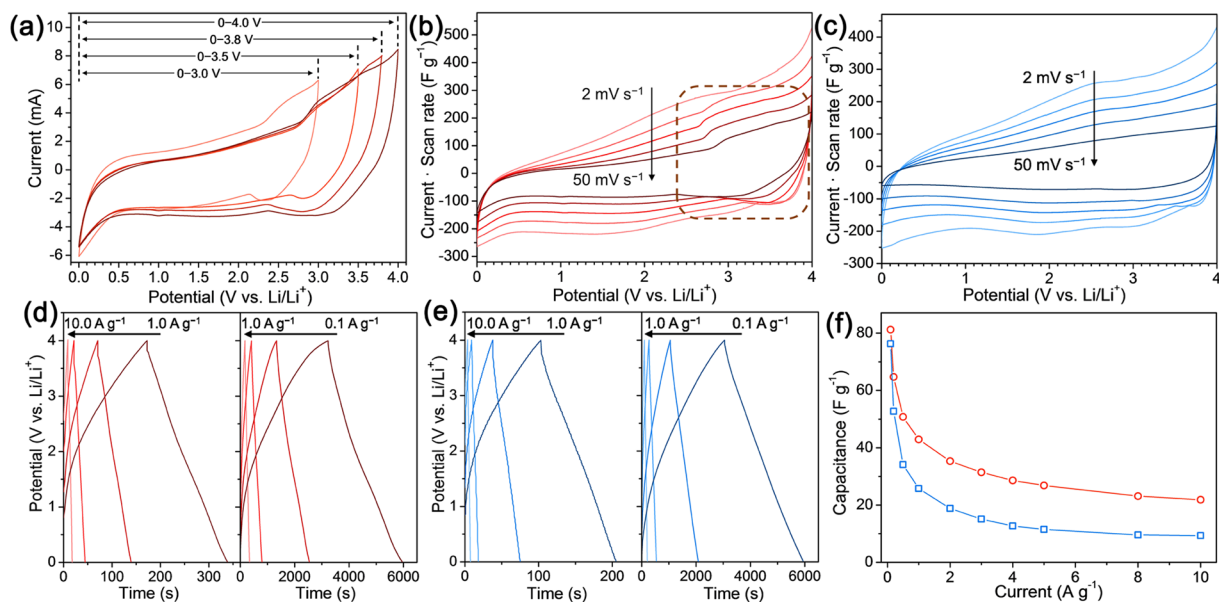 (a)
0–4.0 V
0–3.8 V
0–3.5 V
0–3.0 V
10
8
6
4
2
0
-2
-4
-6
Current (mA)
0.0 0.5 1.0 1.5 2.0 2.5 3.0 3.5 4.0
Potential (V vs. Li/Li+)
(b)
2 mV s⁻¹
50 mV s⁻¹
500
400
300
200
100
0
-100
-200
-300
Current · Scan rate (F g⁻¹)
0 1 2 3 4
Potential (V vs. Li/Li⁺)
(c)
2 mV s⁻¹
50 mV s⁻¹
400
300
200
100
0
-100
-200
-300
Current · Scan rate (F g⁻¹)
0 1 2 3 4
Potential (V vs. Li/Li⁺)
(d)
10.0 A g⁻¹ 1.0 A g⁻¹
1.0 A g⁻¹ 0.1 A g⁻¹
4
3
2
1
0
Potential (V vs. Li/Li⁺)
0 100 200 300
0 2000 4000 6000
Time (s)
Time (s)
(e)
10.0 A g⁻¹ 1.0 A g⁻¹
1.0 A g⁻¹ 0.1 A g⁻¹
4
3
2
1
0
Potential (V vs. Li/Li⁺)
0 100 200
0 2000 4000 6000
Time (s)
Time (s)
(f)
80
60
40
20
0
Capacitance (F g⁻¹)
0 2 4 6 8 10
Current (A g⁻¹)